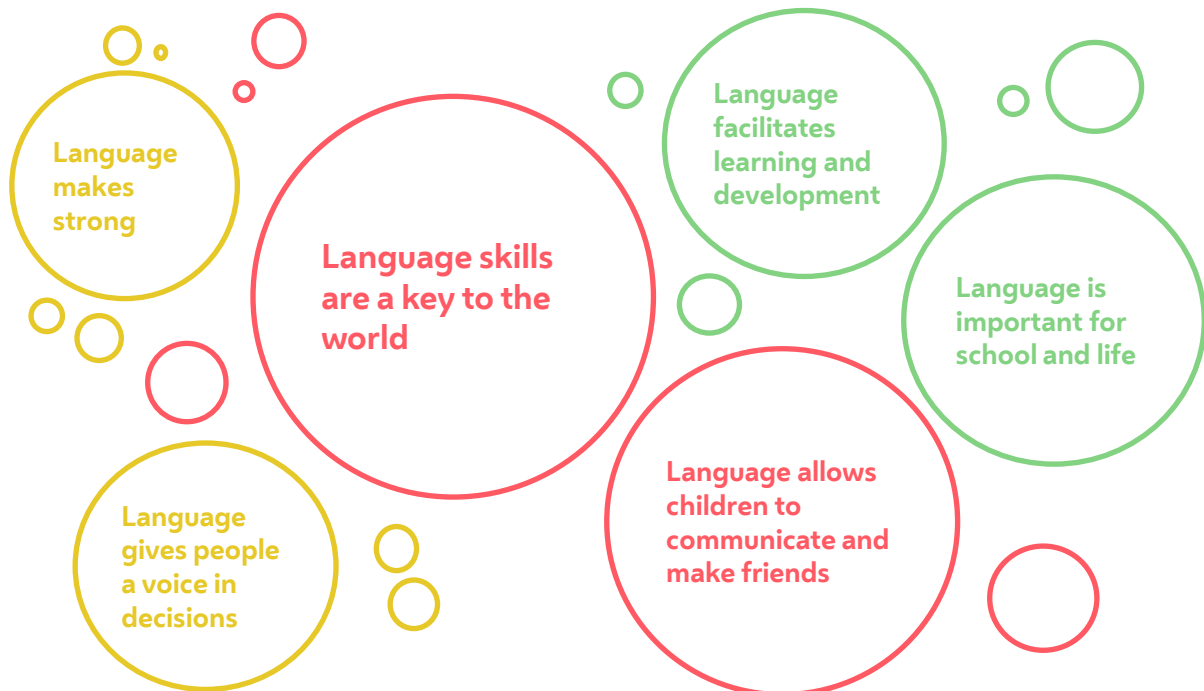 Language
makes
strong
Language skills
are a key to the
world
Language
facilitates
learning and
development
Language is
important for
school and life
Language allows
children to
communicate and
make friends
Language
gives people
a voice in
decisions